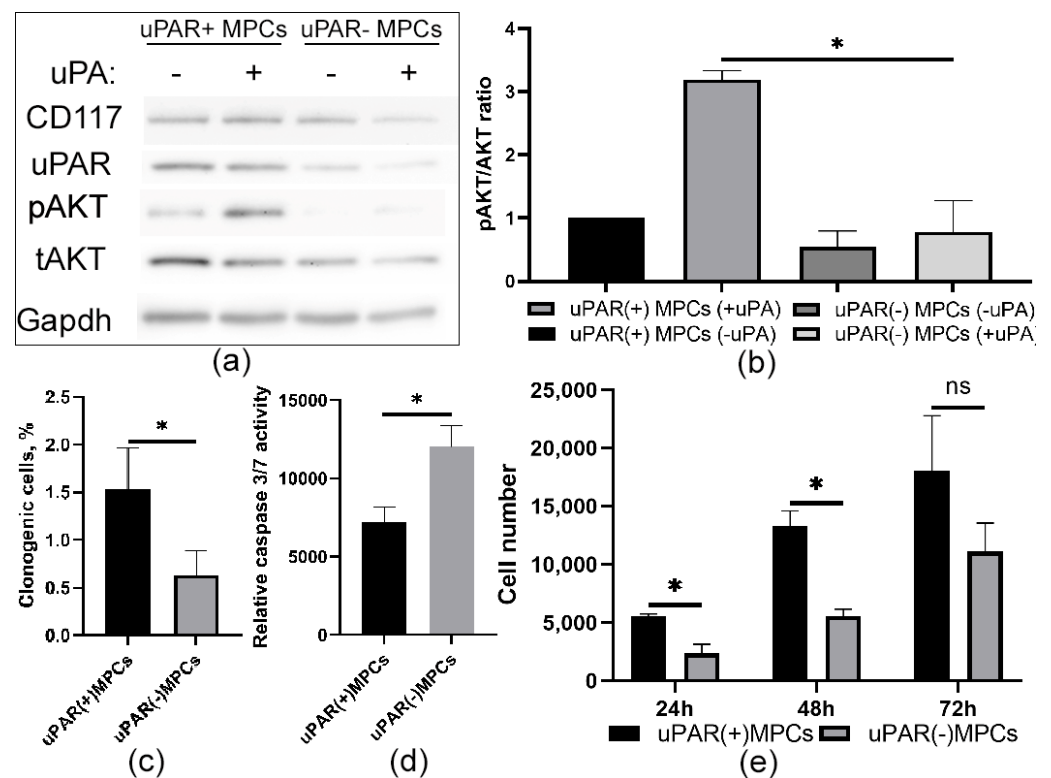 uPAR+ MPCs uPAR- MPCs
uPA: - + - +
CD117
uPAR
pAKT
tAKT
Gapdh
(a)
pAKT/AKT ratio
4
3
2
1
0
*
uPAR(+) MPCs (+uPA) uPAR(-) MPCs (-uPA)
uPAR(+) MPCs (-uPA) uPAR(-) MPCs (+uPA)
(b)
Clonogenic cells, %
2.5
2.0
1.5
1.0
0.5
0.0
*
uPAR(+)MPCs
uPAR(-)MPCs
(c)
Relative caspase 3/7 activity
15000
10000
5000
0
*
uPAR(+)MPCs
uPAR(-)MPCs
(d)
Cell number
25,000
20,000
15,000
10,000
5,000
0
*
*
ns
24h 48h 72h
uPAR(+)MPCs uPAR(-)MPCs
(e)